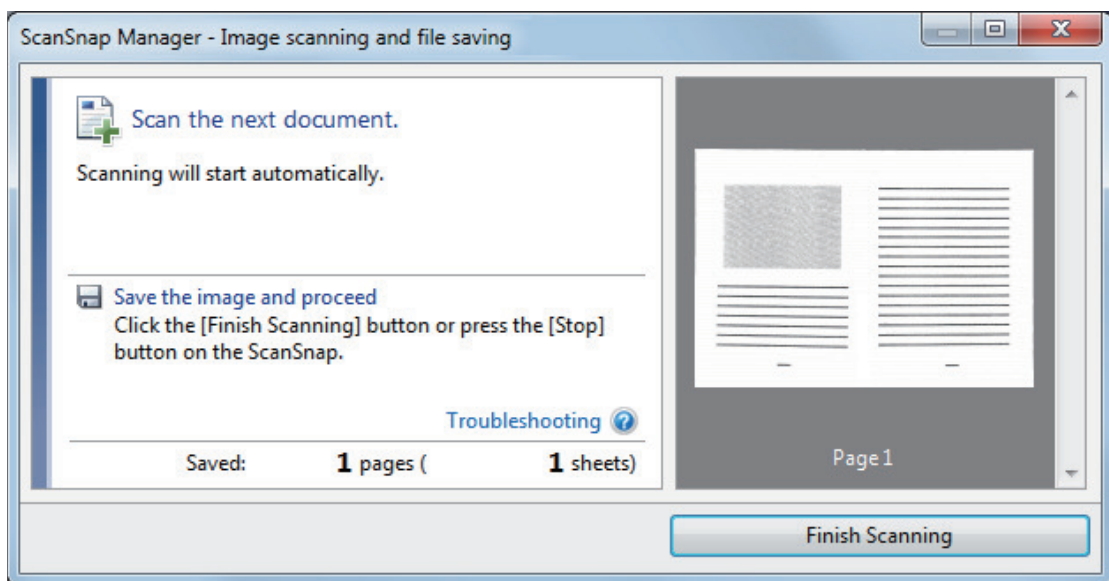 ScanSnap Manager - Image scanning and file saving
Scan the next document.
Scanning will start automatically.
Save the image and proceed
Click the [Finish Scanning] button or press the [Stop]
button on the ScanSnap.
Troubleshooting
Saved: 1 pages ( 1 sheets)
Page 1
Finish Scanning